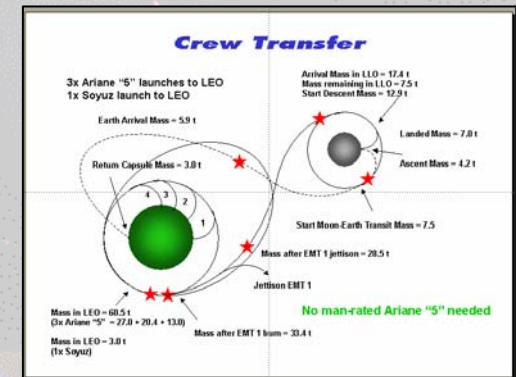 Crew Transfer
3x Ariane "5" launches to LEO
1x Soyuz launch to LEO
Arrival Mass in LLO = 17.4 t
Mass remaining in LLO = 7.5 t
Start Descent Mass = 12.9 t
Earth Arrival Mass = 5.9 t
Landed Mass = 7.0 t
Return Capsule Mass = 3.0 t
Ascent Mass = 4.2 t
4
3
2
1
Start Moon-Earth Transit Mass = 7.5
Mass after EMT 1 jettison = 28.5 t
Jettison EMT 1
Mass in LEO = 60.5 t
(3x Ariane "5" = 27.0 + 20.4 + 13.0)
No man-rated Ariane "5" needed
Mass after EMT 1 burn = 33.4 t
Mass in LEO = 3.0 t
(1x Soyuz)